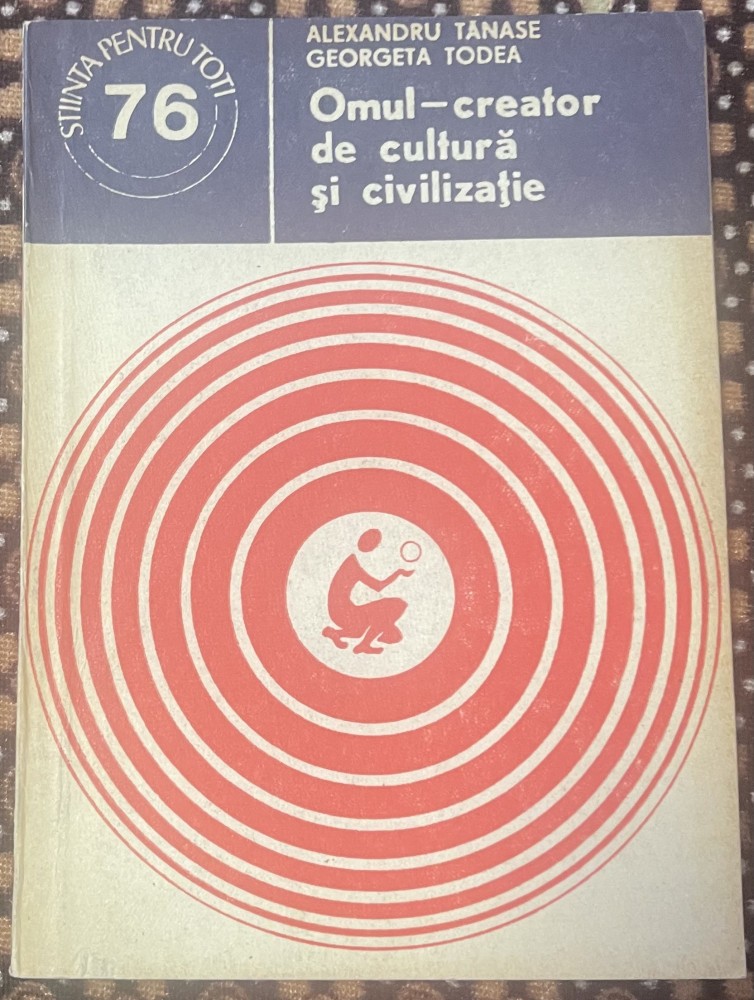 STIINTA PENTRU TOTI
76
ALEXANDRU TĂNASE
GEORGETA TODEA
Omul—creator
de cultură
şi civilizaţie